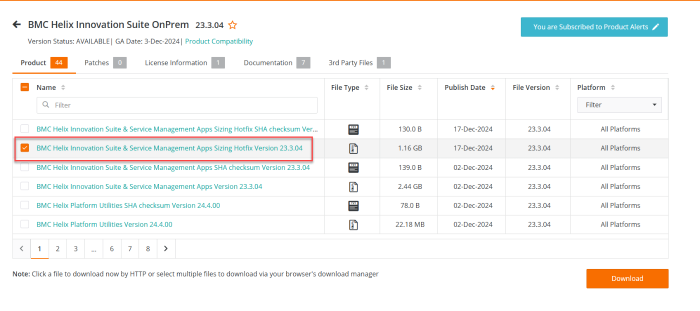 BMC Helix Innovation Suite OnPrem 23.3.04
You are Subscribed to Product Alerts
Version Status: AVAILABLE| GA Date: 3-Dec-2024| Product Compatibility
Product 44 Patches 0 License Information 1 Documentation 7 3rd Party Files 1
Name File Type File Size Publish Date File Version Platform
Filter Filter
BMC Helix Innovation Suite & Service Management Apps Sizing Hotfix SHA checksum Ver... 130.0 B 17-Dec-2024 23.3.04 All Platforms
BMC Helix Innovation Suite & Service Management Apps Sizing Hotfix Version 23.3.04 1.16 GB 17-Dec-2024 23.3.04 All Platforms
BMC Helix Innovation Suite & Service Management Apps SHA checksum Version 23.3.04 139.0 B 02-Dec-2024 23.3.04 All Platforms
BMC Helix Innovation Suite & Service Management Apps Version 23.3.04 2.44 GB 02-Dec-2024 23.3.04 All Platforms
BMC Helix Platform Utilities SHA checksum Version 24.4.00 78.0 B 02-Dec-2024 23.3.04 All Platforms
BMC Helix Platform Utilities Version 24.4.00 22.18 MB 02-Dec-2024 23.3.04 All Platforms
< 1 2 3 ... 6 7 8 >
Note: Click a file to download now by HTTP or select multiple files to download via your browser's download manager
Download